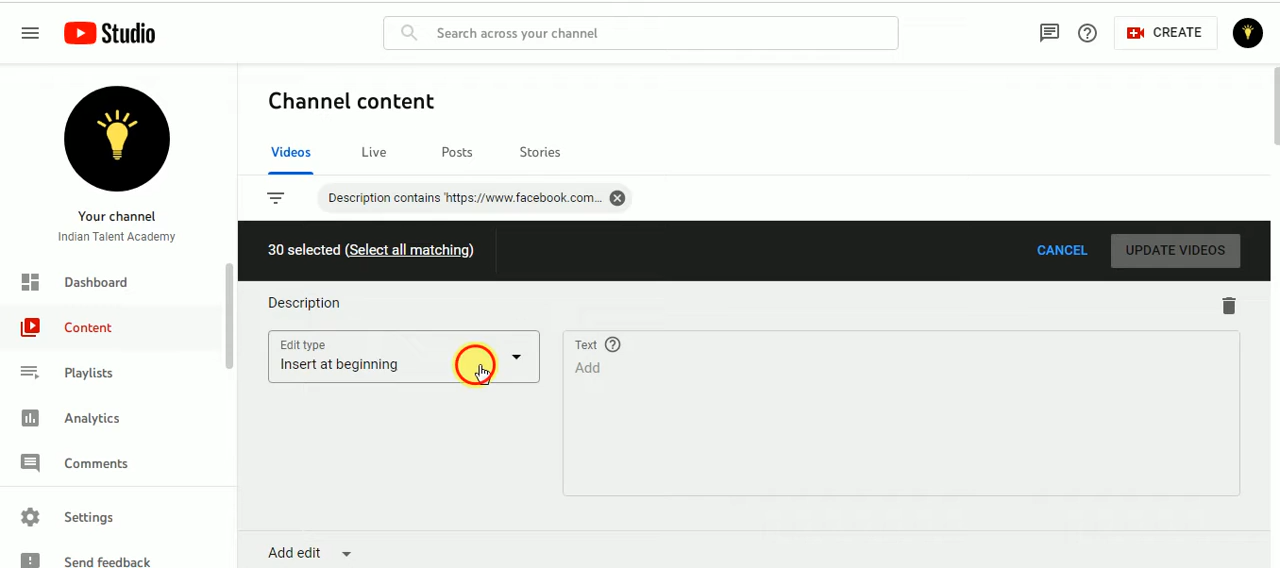 Studio
Search across your channel
CREATE
Your channel
Indian Talent Academy
Dashboard
Content
Playlists
Analytics
Comments
Settings
Send feedback
Channel content
Videos Live Posts Stories
Description contains 'https://www.facebook.com...
30 selected (Select all matching) CANCEL UPDATE VIDEOS
Description
Edit type
Insert at beginning
Text ?
Add
Add edit